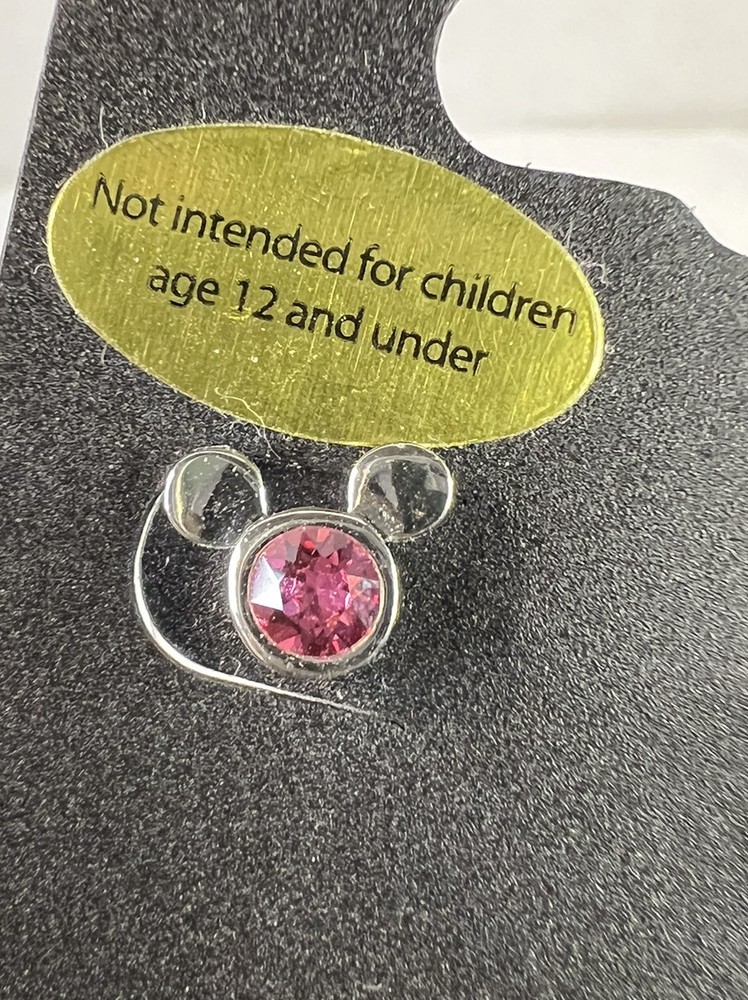 Not intended for children
age 12 and under